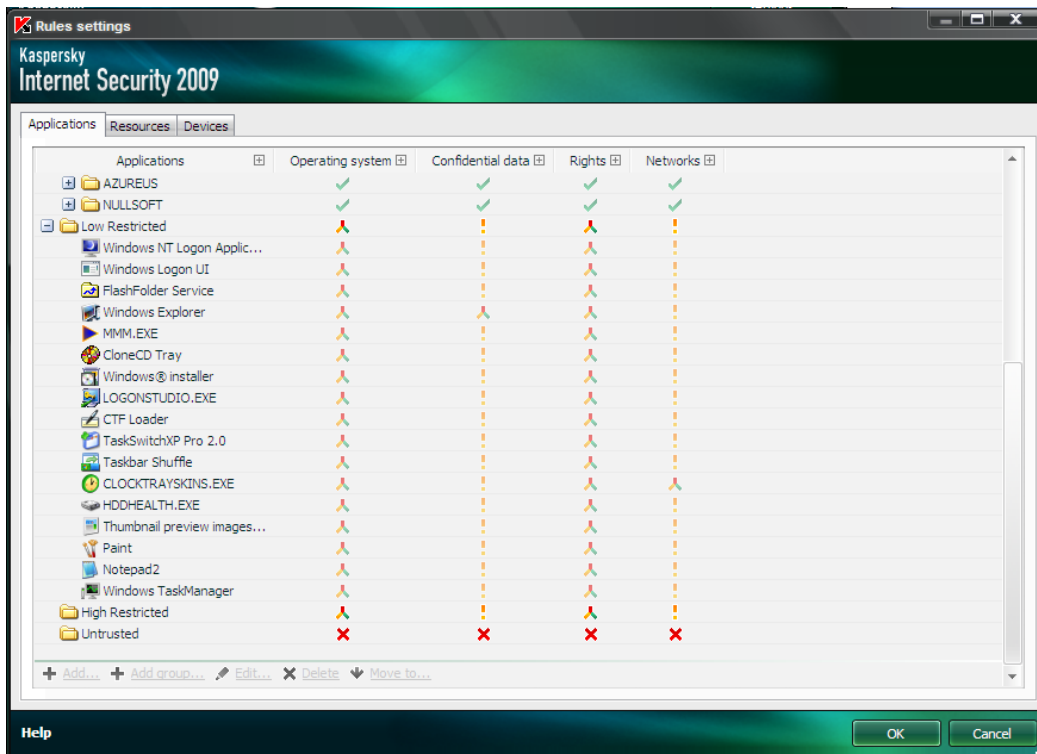 Rules settings
Kaspersky
Internet Security 2009
Applications Resources Devices
Applications Operating system Confidential data Rights Networks
AZUREUS
NULLSOFT
Low Restricted
Windows NT Logon Applic...
Windows Logon UI
FlashFolder Service
Windows Explorer
MMM.EXE
CloneCD Tray
Windows® installer
LOGONSTUDIO.EXE
CTF Loader
TaskSwitchXP Pro 2.0
Taskbar Shuffle
CLOCKTRAYSKINS.EXE
HDDHEALTH.EXE
Thumbnail preview images...
Paint
Notepad2
Windows TaskManager
High Restricted
Untrusted
Add... Add group... Edit... Delete Move to...
Help OK Cancel